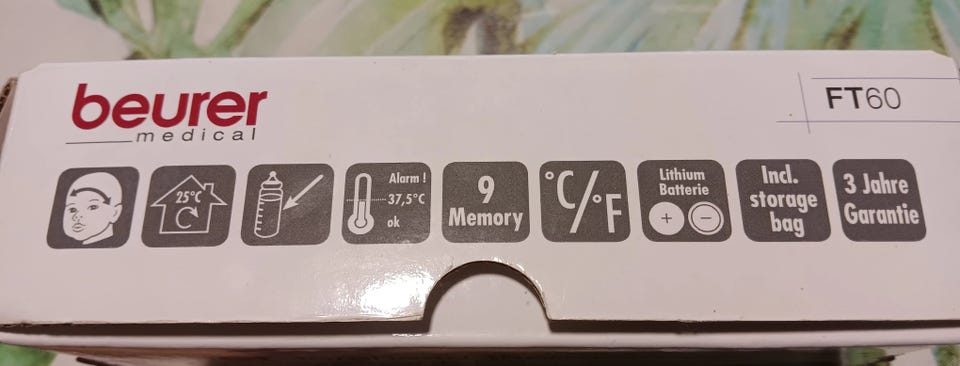 beurer
medical
FT60
25°C
Alarm !
37,5°C
ok
9
Memory
°C/°F
Lithium
Batterie
+ -
Incl.
storage
bag
3 Jahre
Garantie